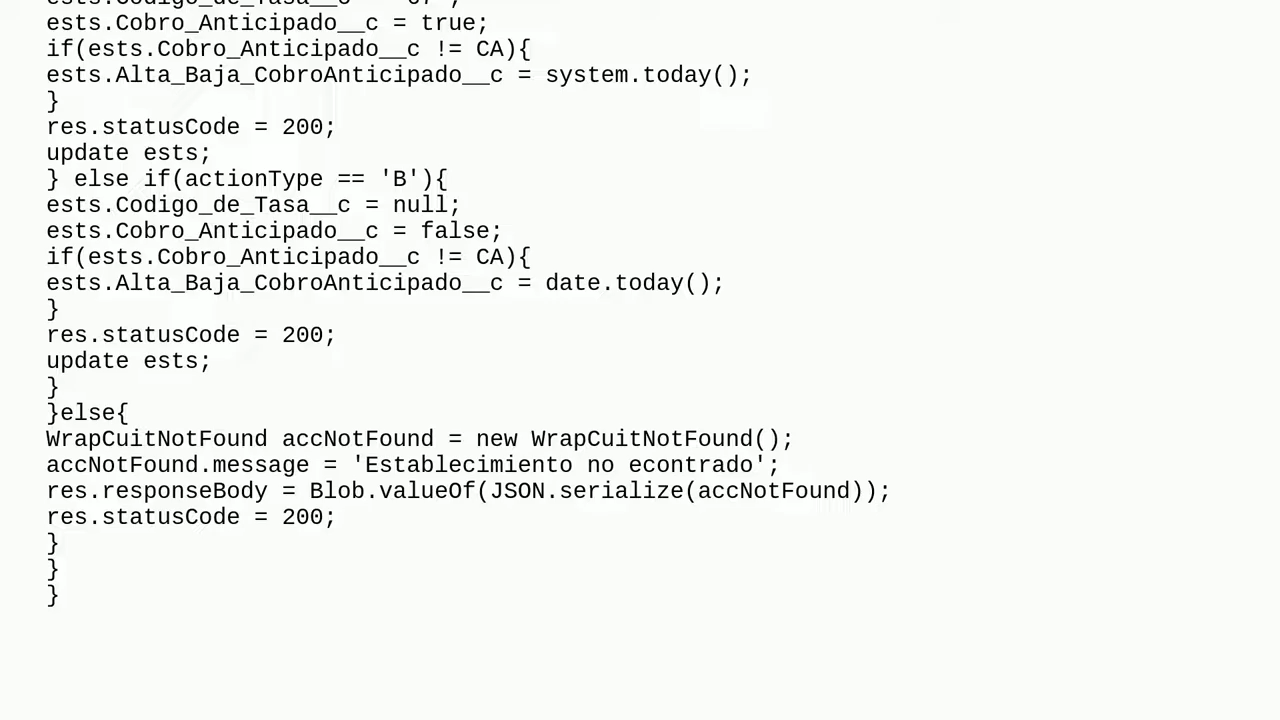 ests.Codigo_de_Tasa__c
ests.Cobro_Anticipado__c = true;
if(ests.Cobro_Anticipado__c != CA){
ests.Alta_Baja_CobroAnticipado__c = system.today();
}
res.statusCode = 200;
update ests;
} else if(actionType == 'B'){
ests.Codigo_de_Tasa__c = null;
ests.Cobro_Anticipado__c = false;
if(ests.Cobro_Anticipado__c != CA){
ests.Alta_Baja_CobroAnticipado__c = date.today();
}
res.statusCode = 200;
update ests;
}
}else{
WrapCuitNotFound accNotFound = new WrapCuitNotFound();
accNotFound.message = 'Establecimiento no econtrado';
res.responseBody = Blob.valueOf(JSON.serialize(accNotFound));
res.statusCode = 200;
}
}
}